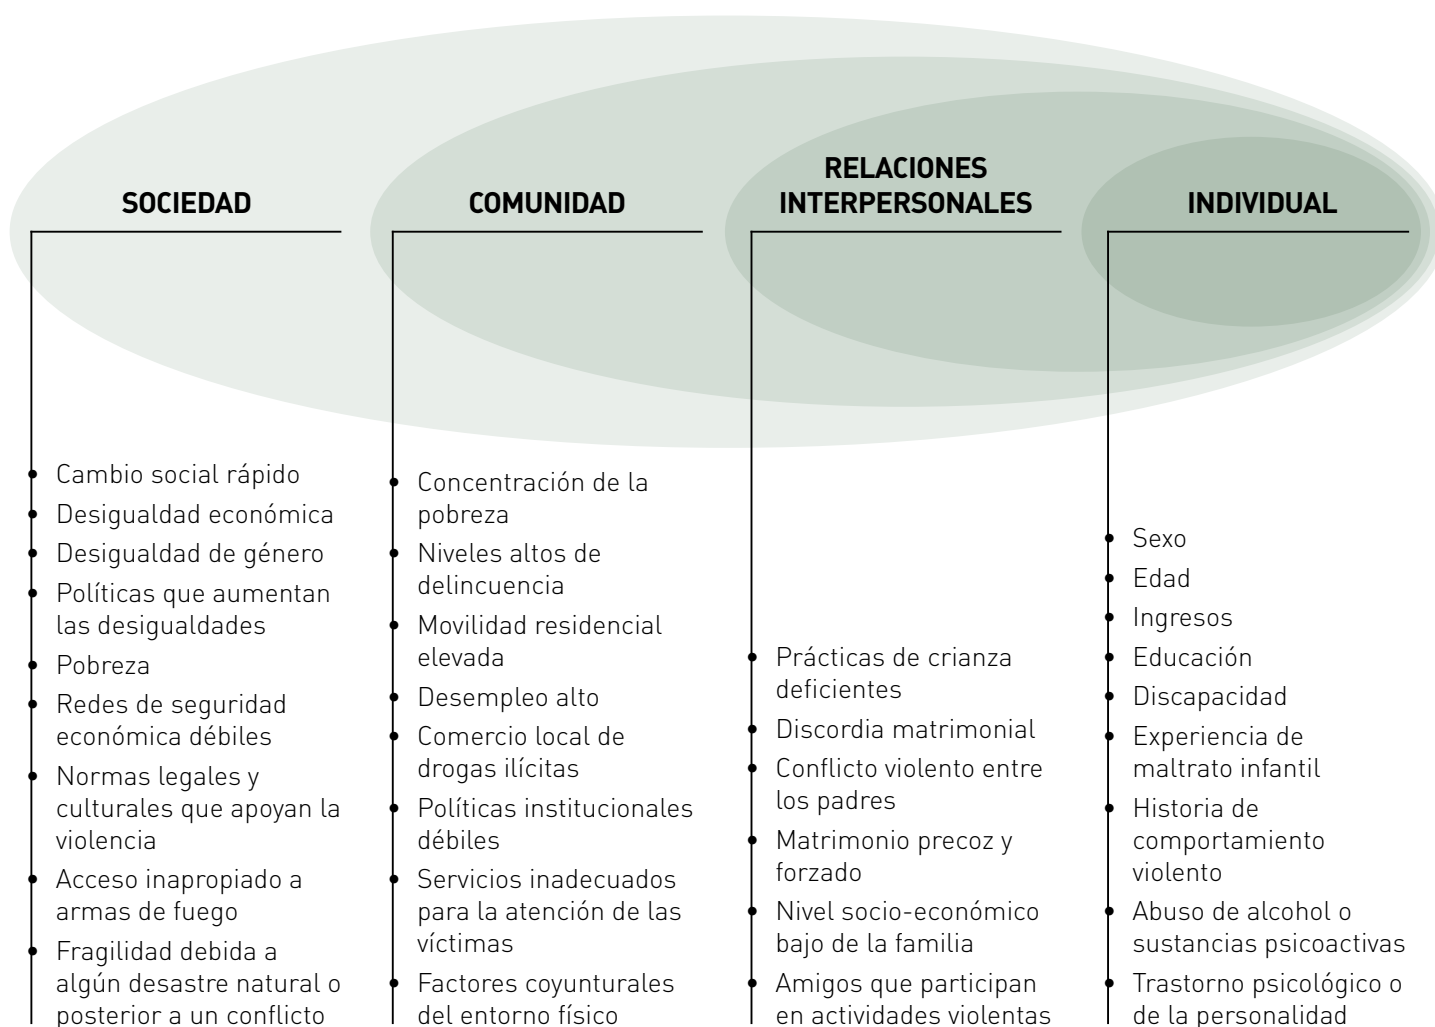 SOCIEDAD
Cambio social rápido
Desigualdad económica
Desigualdad de género
Políticas que aumentan
las desigualdades
Pobreza
Redes de seguridad
económica débiles
Normas legales y
culturales que apoyan la
violencia
Acceso inapropiado a
armas de fuego
Fragilidad debida a
algún desastre natural o
posterior a un conflicto
COMUNIDAD
Concentración de la
pobreza
Niveles altos de
delincuencia
Movilidad residencial
elevada
Desempleo alto
Comercio local de
drogas ilícitas
Políticas institucionales
débiles
Servicios inadecuados
para la atención de las
víctimas
Factores coyunturales
del entorno físico
RELACIONES
INTERPERSONALES
Prácticas de crianza
deficientes
Discordia matrimonial
Conflicto violento entre
los padres
Matrimonio precoz y
forzado
Nivel socio-económico
bajo de la familia
Amigos que participan
en actividades violentas
INDIVIDUAL
Sexo
Edad
Ingresos
Educación
Discapacidad
Experiencia de
maltrato infantil
Historia de
comportamiento
violento
Abuso de alcohol o
sustancias psicoactivas
Trastorno psicológico o
de la personalidad